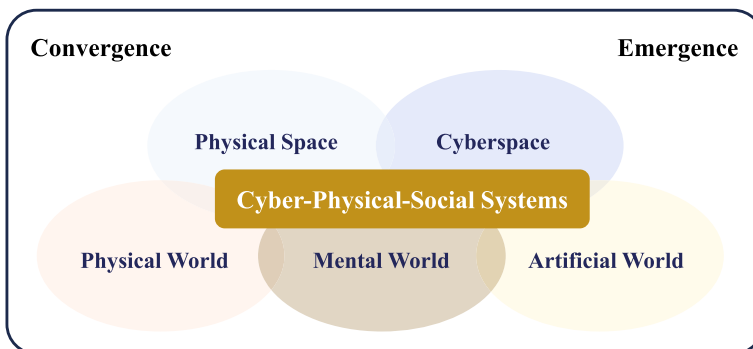 Convergence
Emergence
Physical Space
Cyberspace
Cyber-Physical-Social Systems
Physical World
Mental World
Artificial World